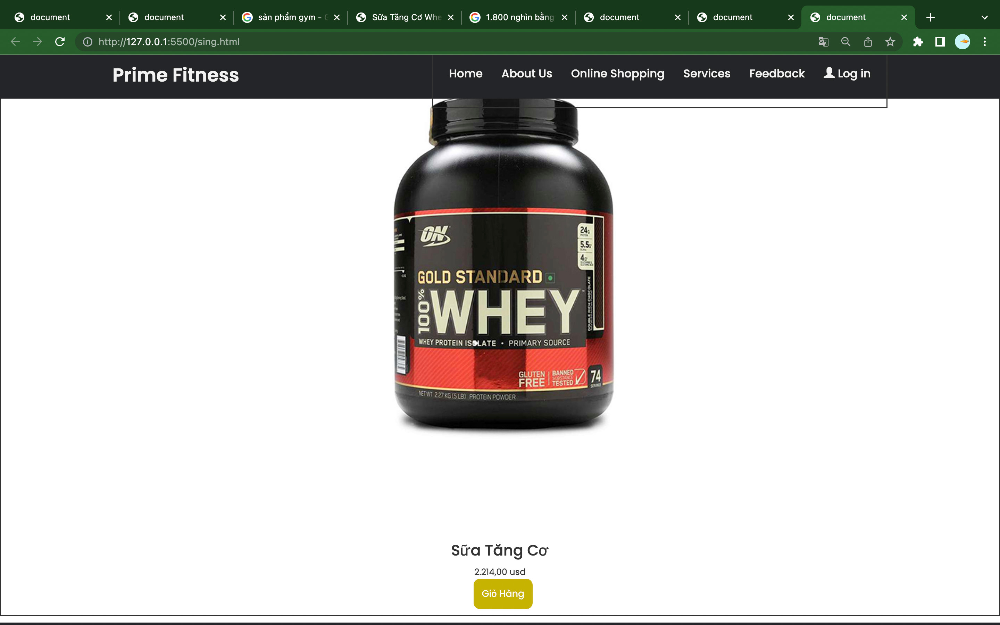 document
document
sản phẩm gym -
Sữa Tăng Cơ Whe
1.800 nghìn bằng
document
document
document
http://127.0.0.1:5500/sing.html
Prime Fitness
Home
About Us
Online Shopping
Services
Feedback
Log in
ON
24G
PROTEIN
5.5G
BCAAs
4G
GOLD STANDARD
100% WHEY
DOUBLE RICH CHOCOLATE
WHEY PROTEIN ISOLATE • PRIMARY SOURCE
GLUTEN FREE
BANNED SUBSTANCE TESTED
74 SERVINGS
NET WT 2.27 KG (5 LB) PROTEIN POWDER
Sữa Tăng Cơ
2.214,00 usd
Giỏ Hàng